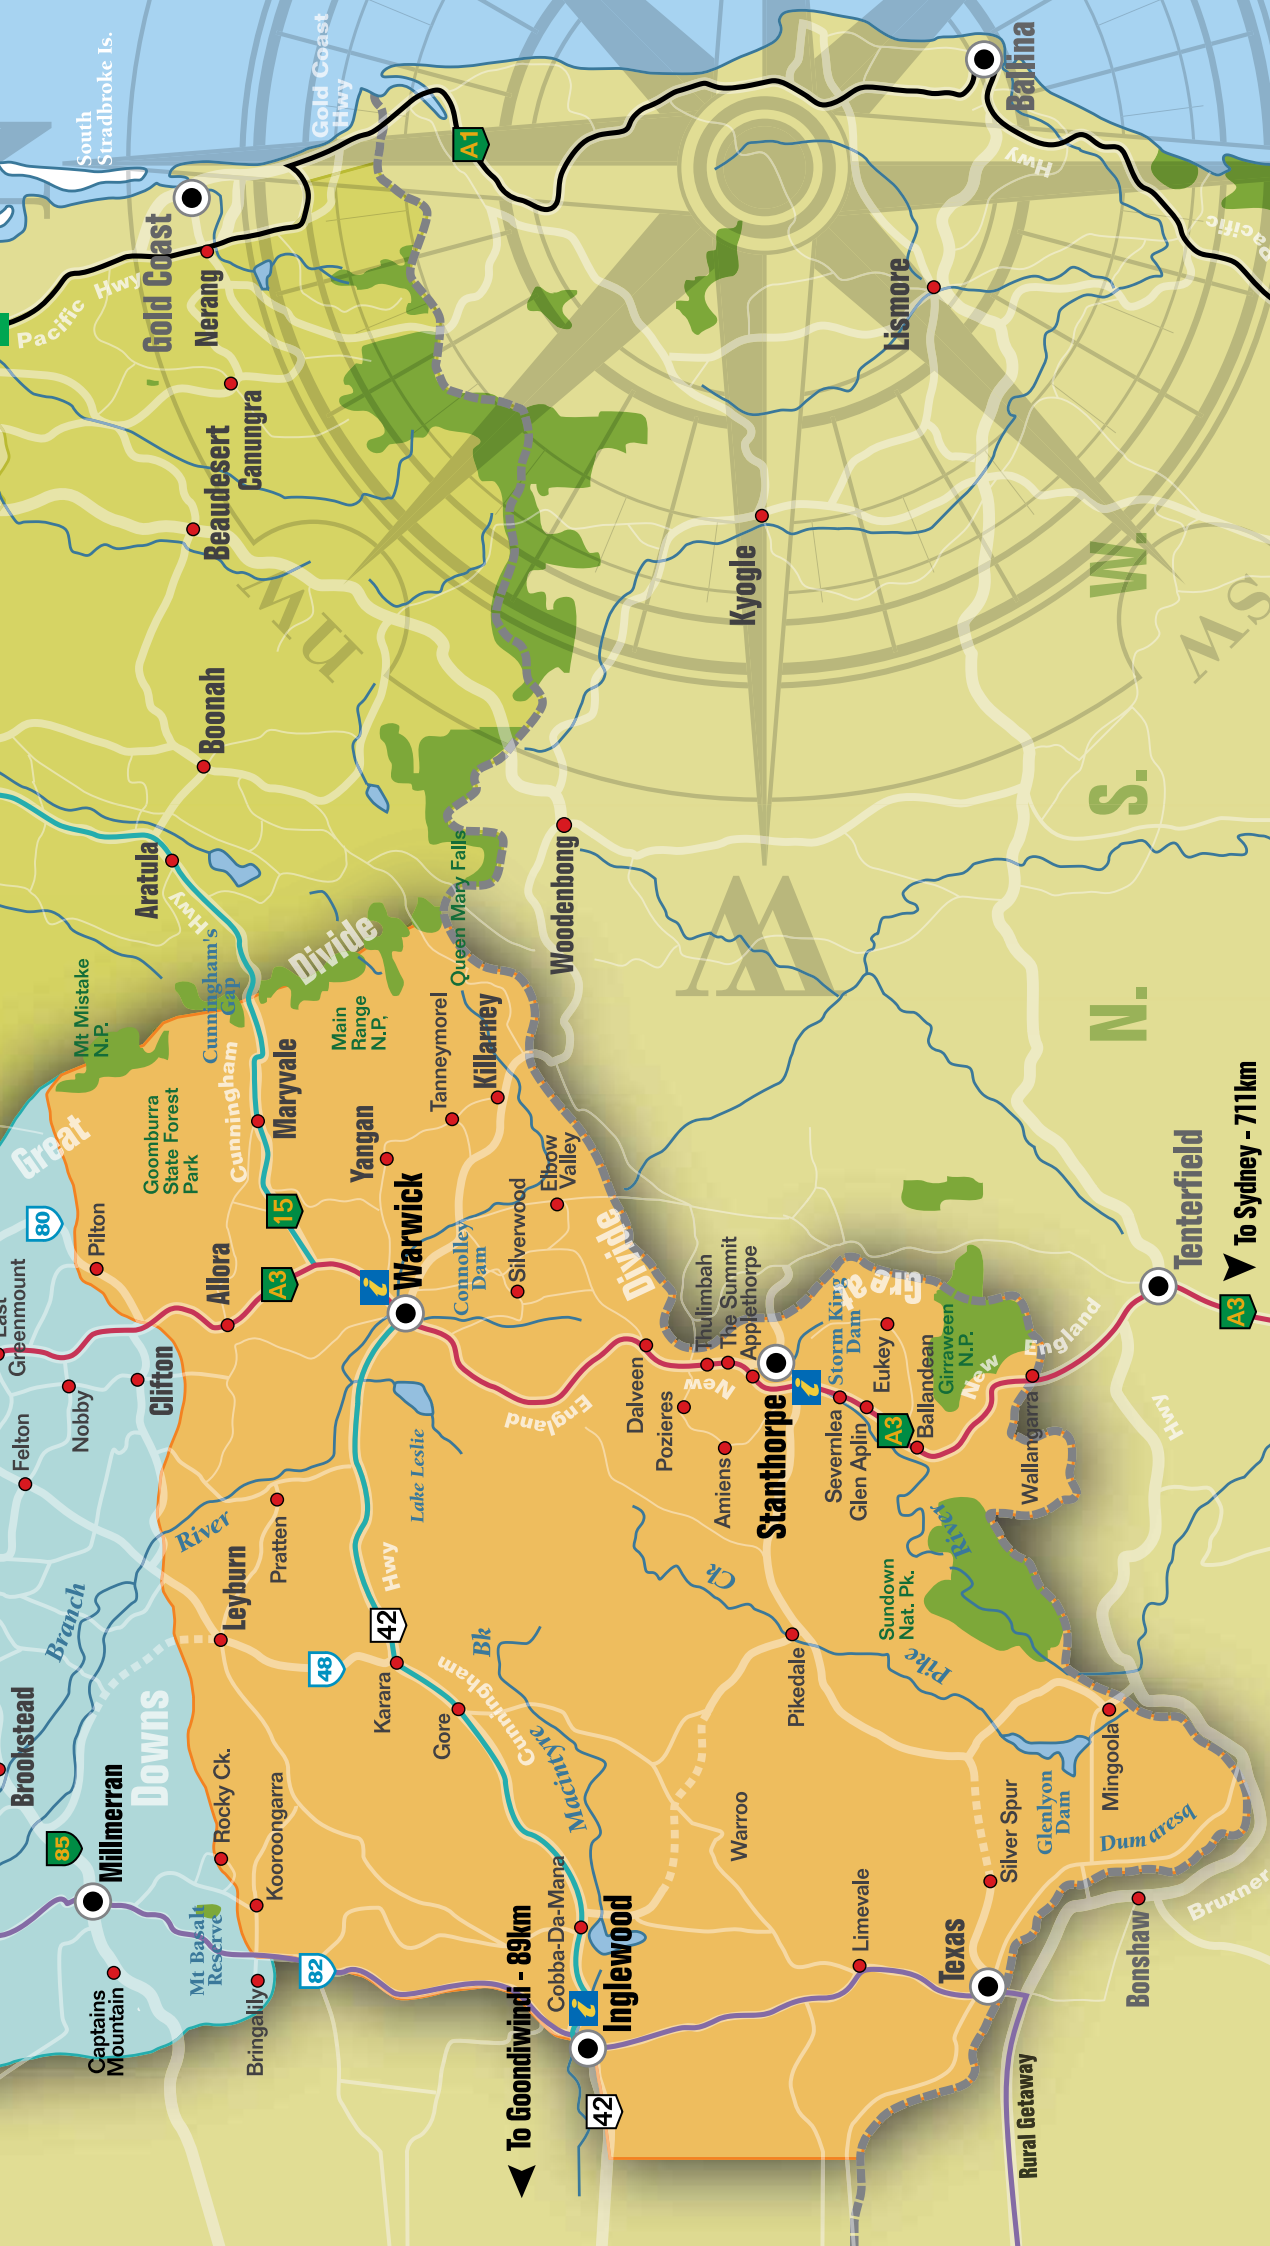 South
Stradbroke Is.
Gold Coast
Hwy
Gold Coast
Nerang
Pacific Hwy
A1
Ballina
Hwy
Pacific
Canungra
Beaudesert
Lismore
Kyogle
NW
SW
W
Boonah
Aratula
Hwy
Woodenbong
Queen Mary Falls
N. S. W.
Mt Mistake
N.P.
Cunningham's
Gap
Great
Divide
Main
Range
N.P,
Goomburra
State Forest
Park
Cunningham
Maryvale
Tanneymorel
Killarney
Yangan
Elbow
Valley
Silverwood
80
Pilton
15
A3
Allora
i
Warwick
Connolley
Dam
Divide
Great
Greenmount
Nobby
Felton
Clifton
Lake Leslie
England
New
Dalveen
Pozieres
Amiens
Thulimbah
The Summit
Applethorpe
Stanthorpe
i
Storm King
Dam
Eukey
Severnlea
Glen Aplin
A3
Ballandean
Girraween
N.P.
New
England
Wallangarra
Tenterfield
A3
To Sydney - 711km
Hwy
River
Branch
Pratten
Leyburn
Hwy
42
48
Karara
Gore
Cunningham
Bk
Macintyre
Ck
Pike
Pikedale
Sundown
Nat. Pk.
River
Brookstead
Downs
85
Millmerran
Rocky Ck.
Kooroongarra
Mt Basalt
Reserve
Captains
Mountain
Bringalily
82
Cobba-Da-Mana
i
Inglewood
To Goondiwindi - 89km
42
Warroo
Limevale
Silver Spur
Texas
Glenlyon
Dam
Mingoola
Dumaresq
Bonshaw
Bruxner
Rural Getaway